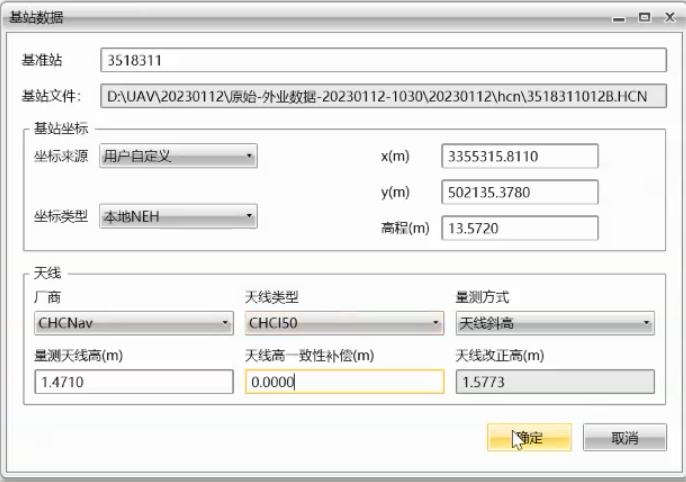 基站数据
基准站 3518311
基站文件: D:\UAV\20230112\原始-外业数据-20230112-1030\20230112\hcn\3518311012B.HCN
基站坐标
坐标来源 用户自定义 x(m) 3355315.8110
y(m) 502135.3780
坐标类型 本地NEH
高程(m) 13.5720
天线
厂商 天线类型 量测方式
CHCNav CHCI50 天线斜高
量测天线高(m) 天线高一致性补偿(m) 天线改正高(m)
1.4710 0.0000 1.5773
确定 取消